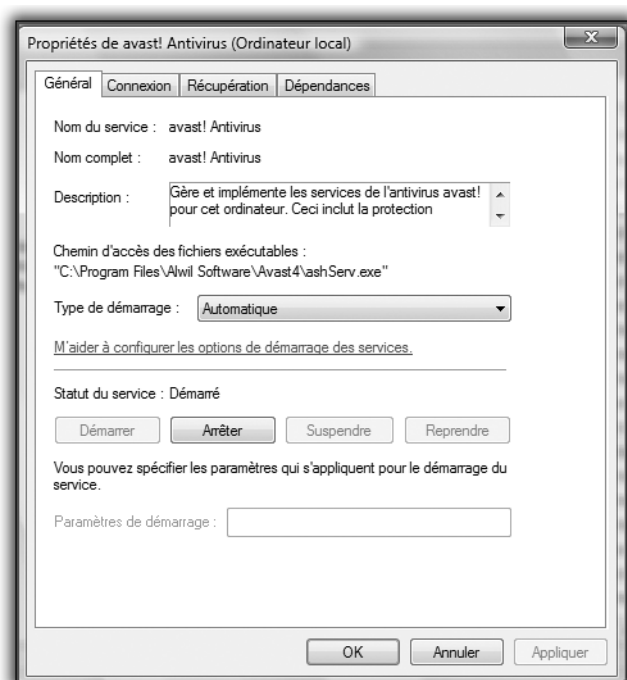 Propriétés de avast! Antivirus (Ordinateur local)
X
Général Connexion Récupération Dépendances
Nom du service : avast! Antivirus
Nom complet : avast! Antivirus
Description : Gère et implémente les services de l'antivirus avast!
pour cet ordinateur. Ceci inclut la protection
Chemin d'accès des fichiers exécutables :
"C:\Program Files\Alwil Software\Avast4\ashServ.exe"
Type de démarrage : Automatique
M'aider à configurer les options de démarrage des services.
Statut du service : Démarré
Démarrer Arrêter Suspendre Reprendre
Vous pouvez spécifier les paramètres qui s'appliquent pour le démarrage du
service.
Paramètres de démarrage :
OK Annuler Appliquer